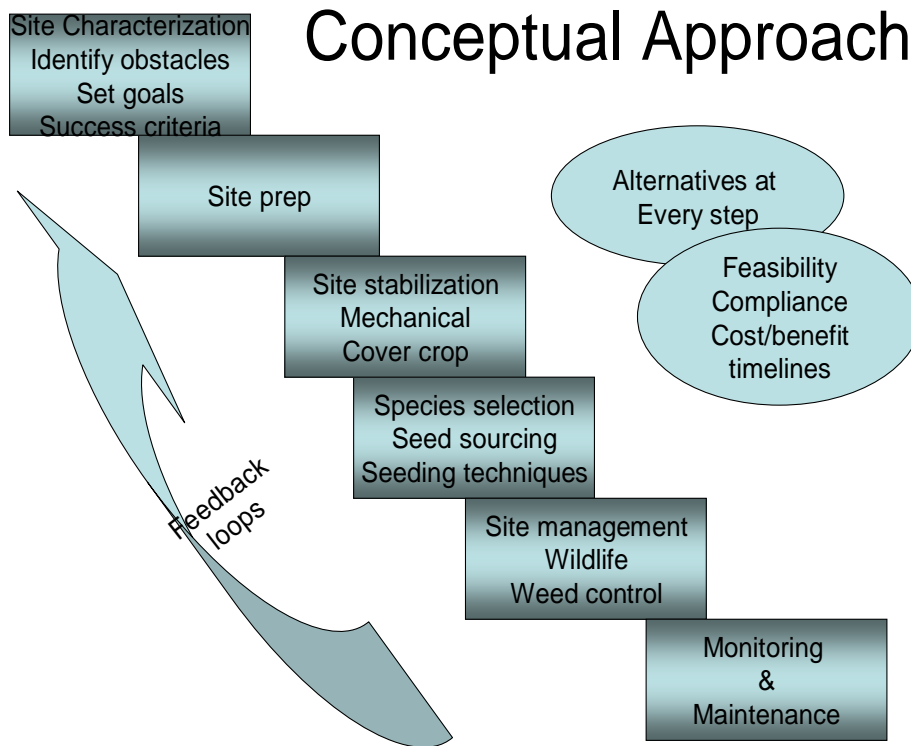 Conceptual Approach
Site Characterization
Identify obstacles
Set goals
Success criteria
Site prep
Alternatives at
Every step
Feasibility
Compliance
Cost/benefit
timelines
Site stabilization
Mechanical
Cover crop
Species selection
Seed sourcing
Seeding techniques
Feedback
loops
Site management
Wildlife
Weed control
Monitoring
&
Maintenance